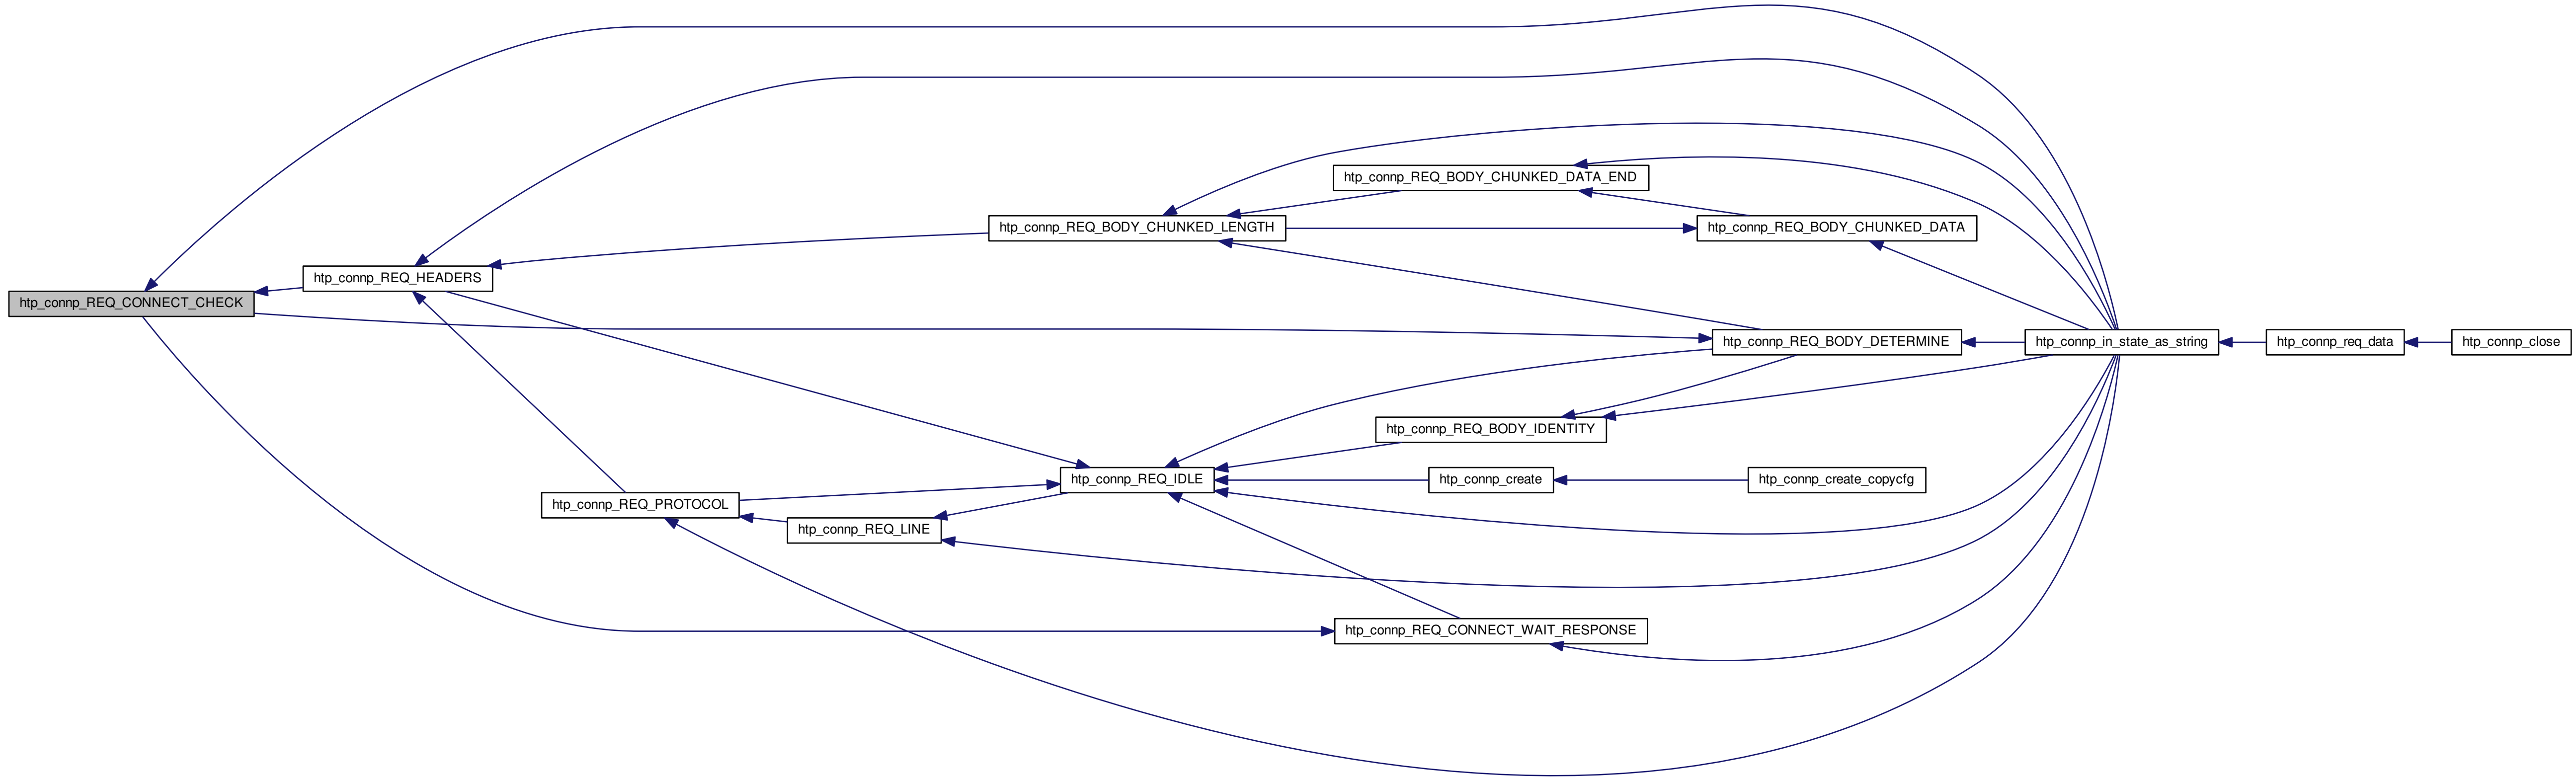 htp_connp_REQ_BODY_CHUNKED_DATA_END
htp_connp_REQ_BODY_CHUNKED_LENGTH
htp_connp_REQ_BODY_CHUNKED_DATA
htp_connp_REQ_HEADERS
htp_connp_REQ_CONNECT_CHECK
htp_connp_REQ_BODY_DETERMINE
htp_connp_in_state_as_string
htp_connp_req_data
htp_connp_close
htp_connp_REQ_BODY_IDENTITY
htp_connp_REQ_IDLE
htp_connp_create
htp_connp_create_copycfg
htp_connp_REQ_PROTOCOL
htp_connp_REQ_LINE
htp_connp_REQ_CONNECT_WAIT_RESPONSE